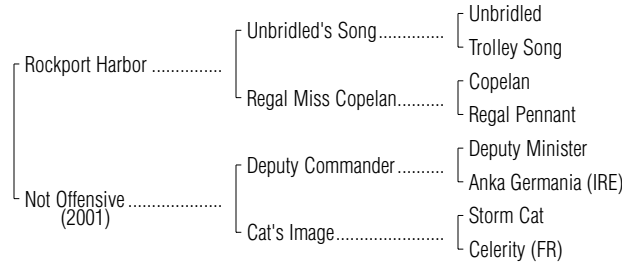 Unbridled
Unbridled's Song..............
Trolley Song
Rockport Harbor ...............
Copelan
Regal Miss Copelan..........
Regal Pennant
Deputy Minister
Deputy Commander ..........
Anka Germania (IRE)
Not Offensive ....................
(2001)
Storm Cat
Cat's Image.......................
Celerity (FR)